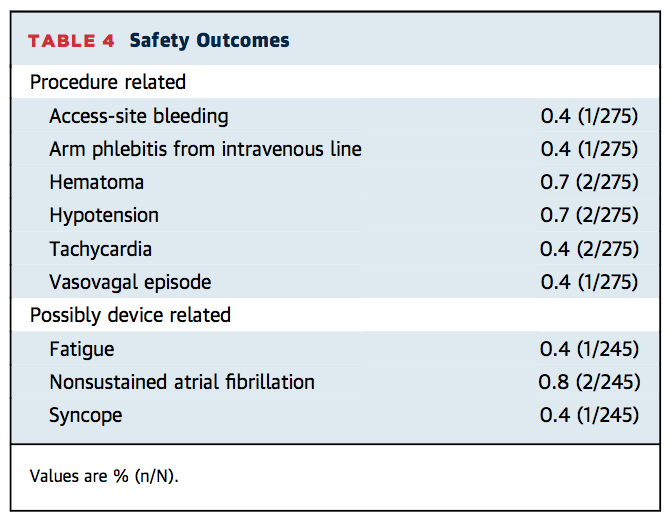 TABLE 4 Safety Outcomes
Procedure related
Access-site bleeding 0.4 (1/275)
Arm phlebitis from intravenous line 0.4 (1/275)
Hematoma 0.7 (2/275)
Hypotension 0.7 (2/275)
Tachycardia 0.4 (2/275)
Vasovagal episode 0.4 (1/275)
Possibly device related
Fatigue 0.4 (1/245)
Nonsustained atrial fibrillation 0.8 (2/245)
Syncope 0.4 (1/245)
Values are % (n/N).